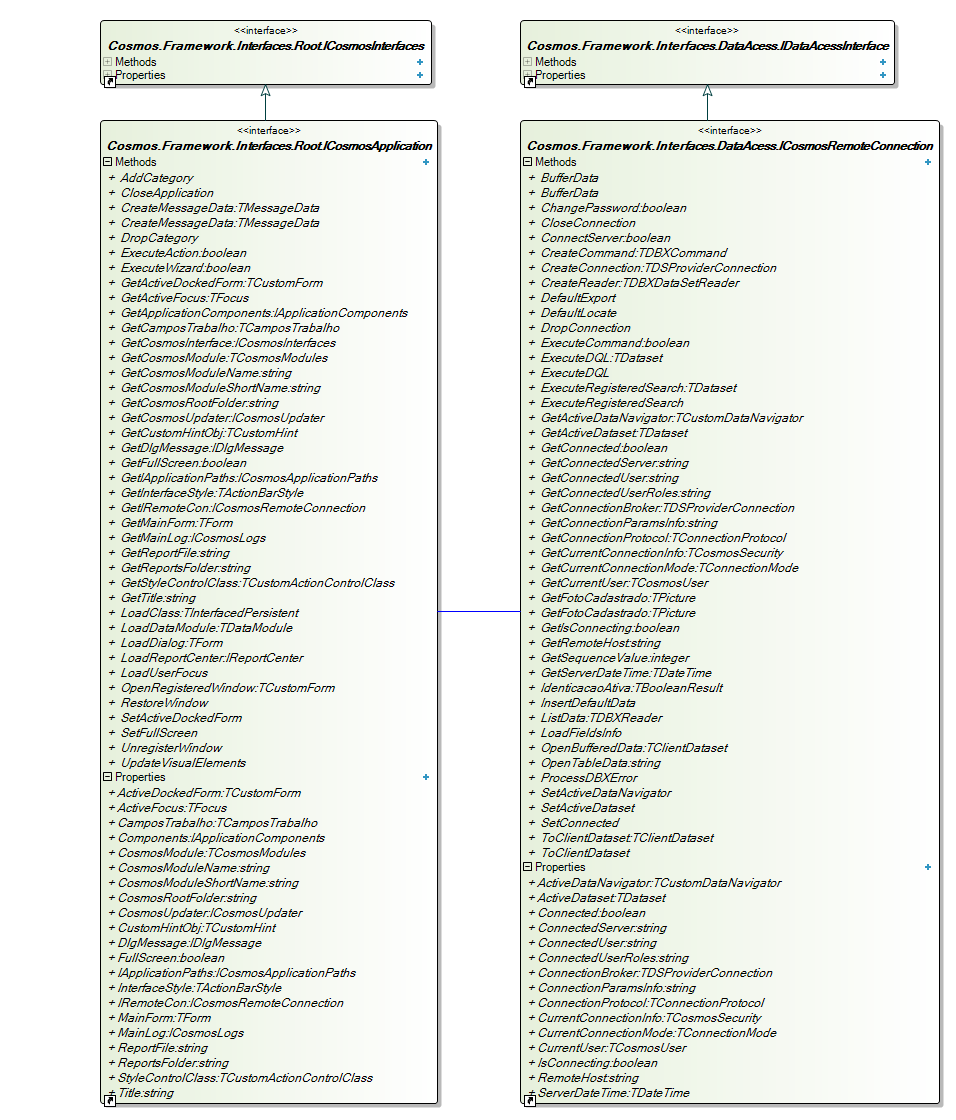 <<interface>>
Cosmos.Framework.Interfaces.Root.ICosmosInterfaces
Methods
Properties
<<interface>>
Cosmos.Framework.Interfaces.DataAcess.IDataAcessInterface
Methods
Properties
<<interface>>
Cosmos.Framework.Interfaces.Root.ICosmosApplication
Methods
+ AddCategory
+ CloseApplication
+ CreateMessageData:TMessageData
+ CreateMessageData:TMessageData
+ DropCategory
+ ExecuteAction:boolean
+ ExecuteWizard:boolean
+ GetActiveDockedForm:TCustomForm
+ GetActiveFocus:TFocus
+ GetApplicationComponents:IApplicationComponents
+ GetCamposTrabalho:TCamposTrabalho
+ GetCosmosInterface:ICosmosInterfaces
+ GetCosmosModule:TCosmosModules
+ GetCosmosModuleName:string
+ GetCosmosModuleShortName:string
+ GetCosmosRootFolder:string
+ GetCosmosUpdater:ICosmosUpdater
+ GetCustomHintObj:TCustomHint
+ GetDlgMessage:IDlgMessage
+ GetFullScreen:boolean
+ GetIApplicationPaths:ICosmosApplicationPaths
+ GetInterfaceStyle:TActionBarStyle
+ GetIRemoteCon:ICosmosRemoteConnection
+ GetMainForm:TForm
+ GetMainLog:ICosmosLogs
+ GetReportFile:string
+ GetReportsFolder:string
+ GetStyleControlClass:TCustomActionControlClass
+ GetTitle:string
+ LoadClass:TInterfacedPersistent
+ LoadDataModule:TDataModule
+ LoadDialog:TForm
+ LoadReportCenter:IReportCenter
+ LoadUserFocus
+ OpenRegisteredWindow:TCustomForm
+ RestoreWindow
+ SetActiveDockedForm
+ SetFullScreen
+ UnregisterWindow
+ UpdateVisualElements
Properties
+ ActiveDockedForm:TCustomForm
+ ActiveFocus:TFocus
+ CamposTrabalho:TCamposTrabalho
+ Components:IApplicationComponents
+ CosmosModule:TCosmosModules
+ CosmosModuleName:string
+ CosmosModuleShortName:string
+ CosmosRootFolder:string
+ CosmosUpdater:ICosmosUpdater
+ CustomHintObj:TCustomHint
+ DlgMessage:IDlgMessage
+ FullScreen:boolean
+ IApplicationPaths:ICosmosApplicationPaths
+ InterfaceStyle:TActionBarStyle
+ IRemoteCon:ICosmosRemoteConnection
+ MainForm:TForm
+ MainLog:ICosmosLogs
+ ReportFile:string
+ ReportsFolder:string
+ StyleControlClass:TCustomActionControlClass
+ Title:string
<<interface>>
Cosmos.Framework.Interfaces.DataAcess.ICosmosRemoteConnection
Methods
+ BufferData
+ BufferData
+ ChangePassword:boolean
+ CloseConnection
+ ConnectServer:boolean
+ CreateCommand:TDBXCommand
+ CreateConnection:TDSProviderConnection
+ CreateReader:TDBXDataSetReader
+ DefaultExport
+ DefaultLocate
+ DropConnection
+ ExecuteCommand:boolean
+ ExecuteDQL:TDataset
+ ExecuteDQL
+ ExecuteRegisteredSearch:TDataset
+ ExecuteRegisteredSearch
+ GetActiveDataNavigator:TCustomDataNavigator
+ GetActiveDataset:TDataset
+ GetConnected:boolean
+ GetConnectedServer:string
+ GetConnectedUser:string
+ GetConnectedUserRoles:string
+ GetConnectionBroker:TDSProviderConnection
+ GetConnectionParamsInfo:string
+ GetConnectionProtocol:TConnectionProtocol
+ GetCurrentConnectionInfo:TCosmosSecurity
+ GetCurrentConnectionMode:TConnectionMode
+ GetCurrentUser:TCosmosUser
+ GetFotoCadastrado:TPicture
+ GetFotoCadastrado:TPicture
+ GetIsConnecting:boolean
+ GetRemoteHost:string
+ GetSequenceValue:integer
+ GetServerDateTime:TDateTime
+ IdenticacaoAtiva:TBooleanResult
+ InsertDefaultData
+ ListData:TDBXReader
+ LoadFieldsInfo
+ OpenBufferedData:TClientDataset
+ OpenTableData:string
+ ProcessDBXError
+ SetActiveDataNavigator
+ SetActiveDataset
+ SetConnected
+ ToClientDataset:TClientDataset
+ ToClientDataset
Properties
+ ActiveDataNavigator:TCustomDataNavigator
+ ActiveDataset:TDataset
+ Connected:boolean
+ ConnectedServer:string
+ ConnectedUser:string
+ ConnectedUserRoles:string
+ ConnectionBroker:TDSProviderConnection
+ ConnectionParamsInfo:string
+ ConnectionProtocol:TConnectionProtocol
+ CurrentConnectionInfo:TCosmosSecurity
+ CurrentConnectionMode:TConnectionMode
+ CurrentUser:TCosmosUser
+ IsConnecting:boolean
+ RemoteHost:string
+ ServerDateTime:TDateTime